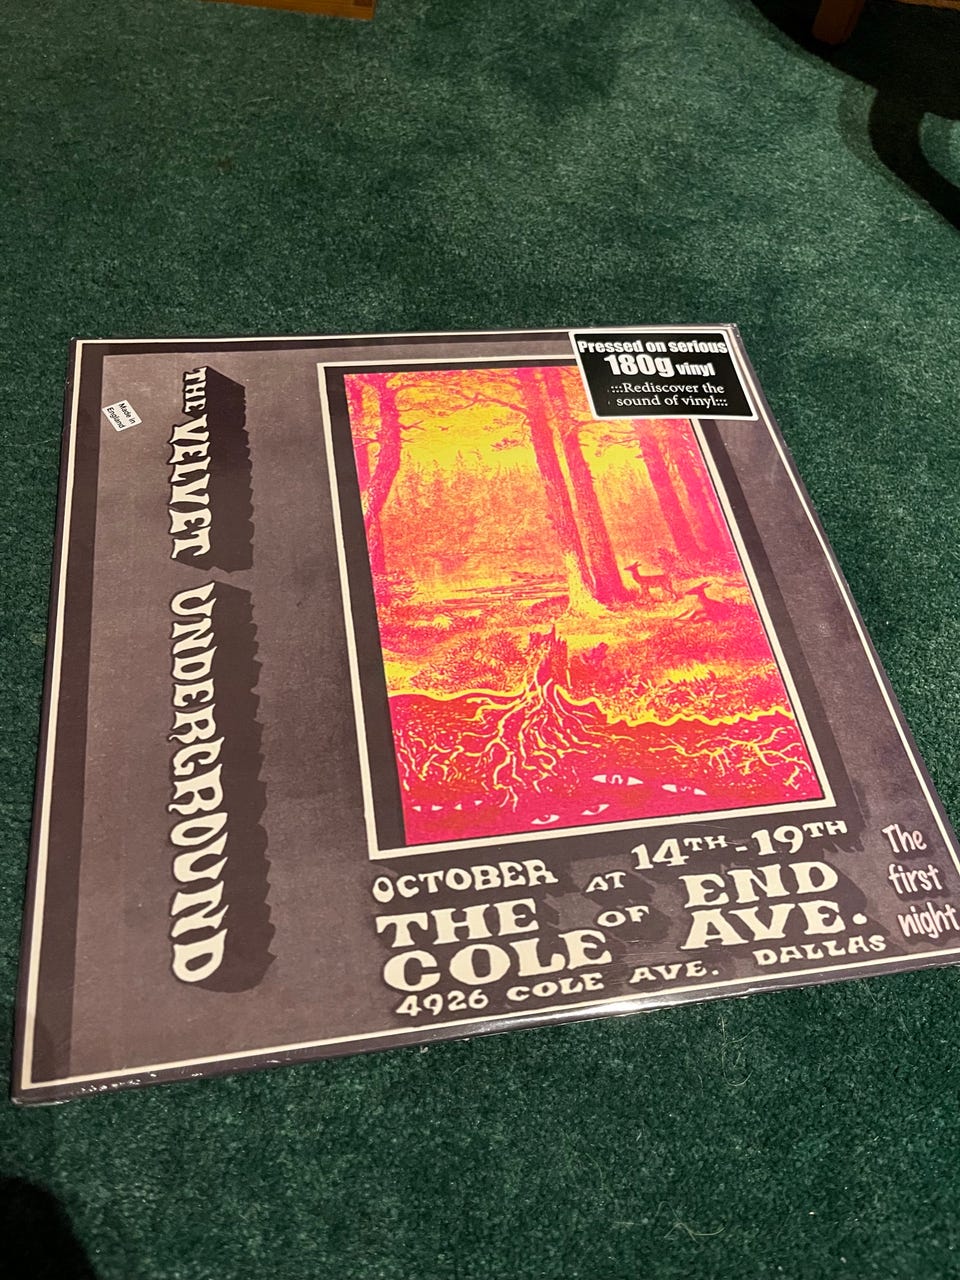 Pressed on serious
180g vinyl
:::Rediscover the
sound of vinyl:::
Made in
England
THE VELVET UNDERGROUND
OCTOBER 14TH-19TH
AT
THE END
OF
COLE AVE.
4926 COLE AVE. DALLAS
The
first
night